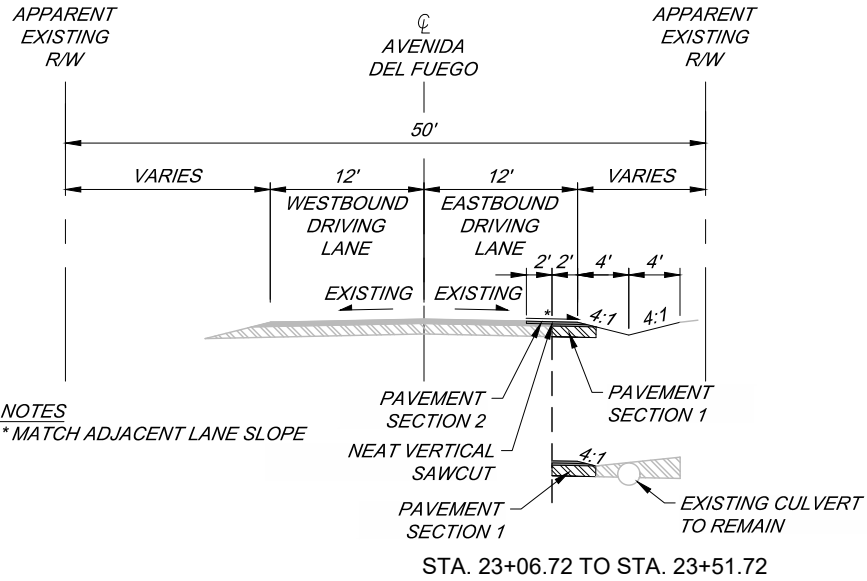 APPARENT
EXISTING
R/W
℄
AVENIDA
DEL FUEGO
APPARENT
EXISTING
R/W
50'
VARIES
12'
12'
VARIES
WESTBOUND
DRIVING
LANE
EASTBOUND
DRIVING
LANE
2'
2'
4'
4'
EXISTING
EXISTING
*
4:1
4:1
PAVEMENT
SECTION 2
PAVEMENT
SECTION 1
NOTES
* MATCH ADJACENT LANE SLOPE
NEAT VERTICAL
SAWCUT
4:1
PAVEMENT
SECTION 1
EXISTING CULVERT
TO REMAIN
STA. 23+06.72 TO STA. 23+51.72